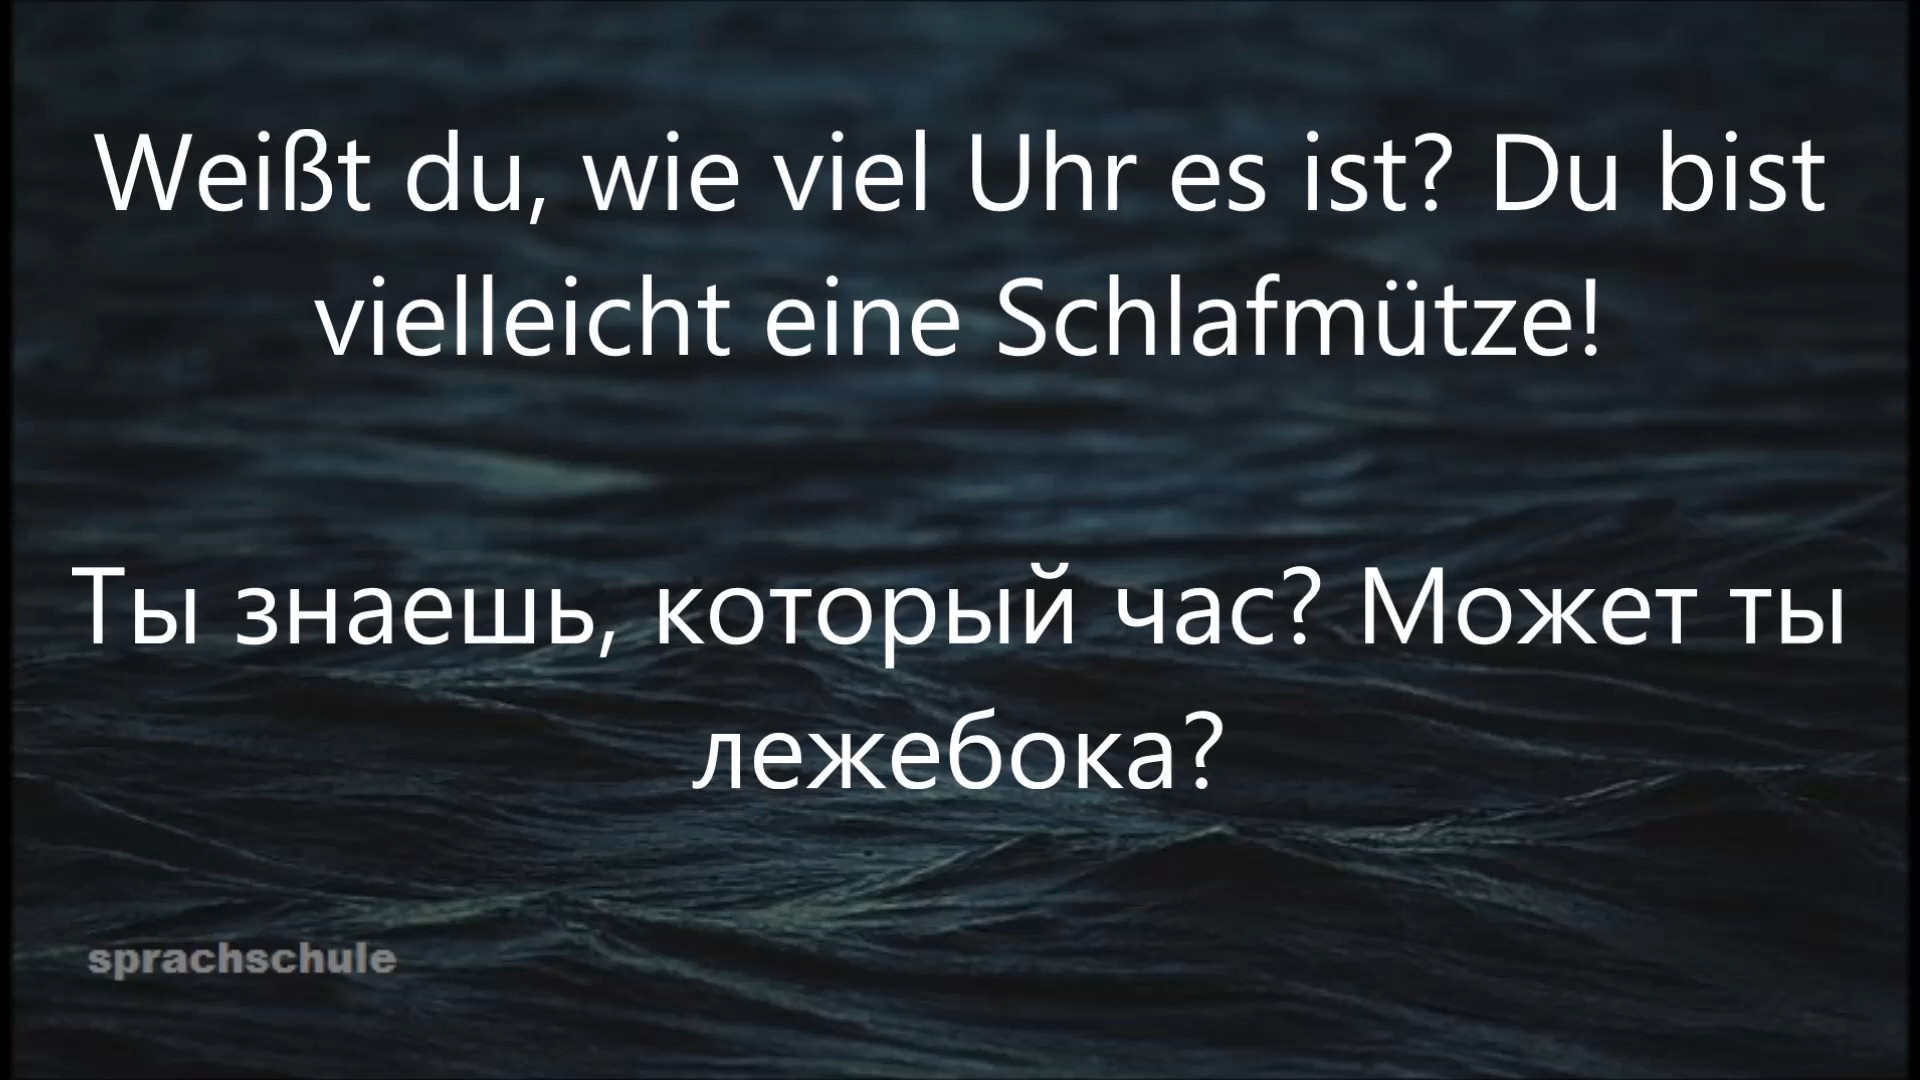 Weißt du, wie viel Uhr es ist? Du bist
vielleicht eine Schlafmütze!
Ты знаешь, который час? Может ты
лежебока?
sprachschule